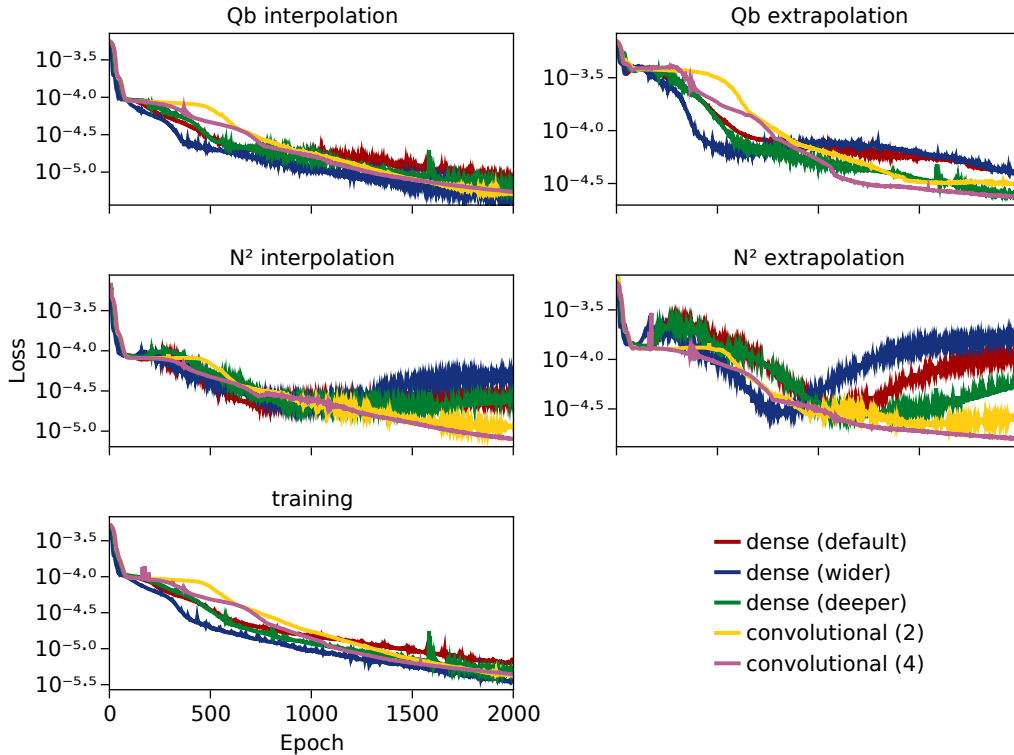 Qb interpolation
Qb extrapolation
10⁻³·⁵
10⁻⁴·⁰
10⁻⁴·⁵
10⁻⁵·⁰
10⁻³·⁵
10⁻⁴·⁰
10⁻⁴·⁵
N² interpolation
N² extrapolation
Loss
10⁻³·⁵
10⁻⁴·⁰
10⁻⁴·⁵
10⁻⁵·⁰
10⁻³·⁵
10⁻⁴·⁰
10⁻⁴·⁵
training
10⁻³·⁵
10⁻⁴·⁰
10⁻⁴·⁵
10⁻⁵·⁰
10⁻⁵·⁵
0 500 1000 1500 2000
Epoch
dense (default)
dense (wider)
dense (deeper)
convolutional (2)
convolutional (4)